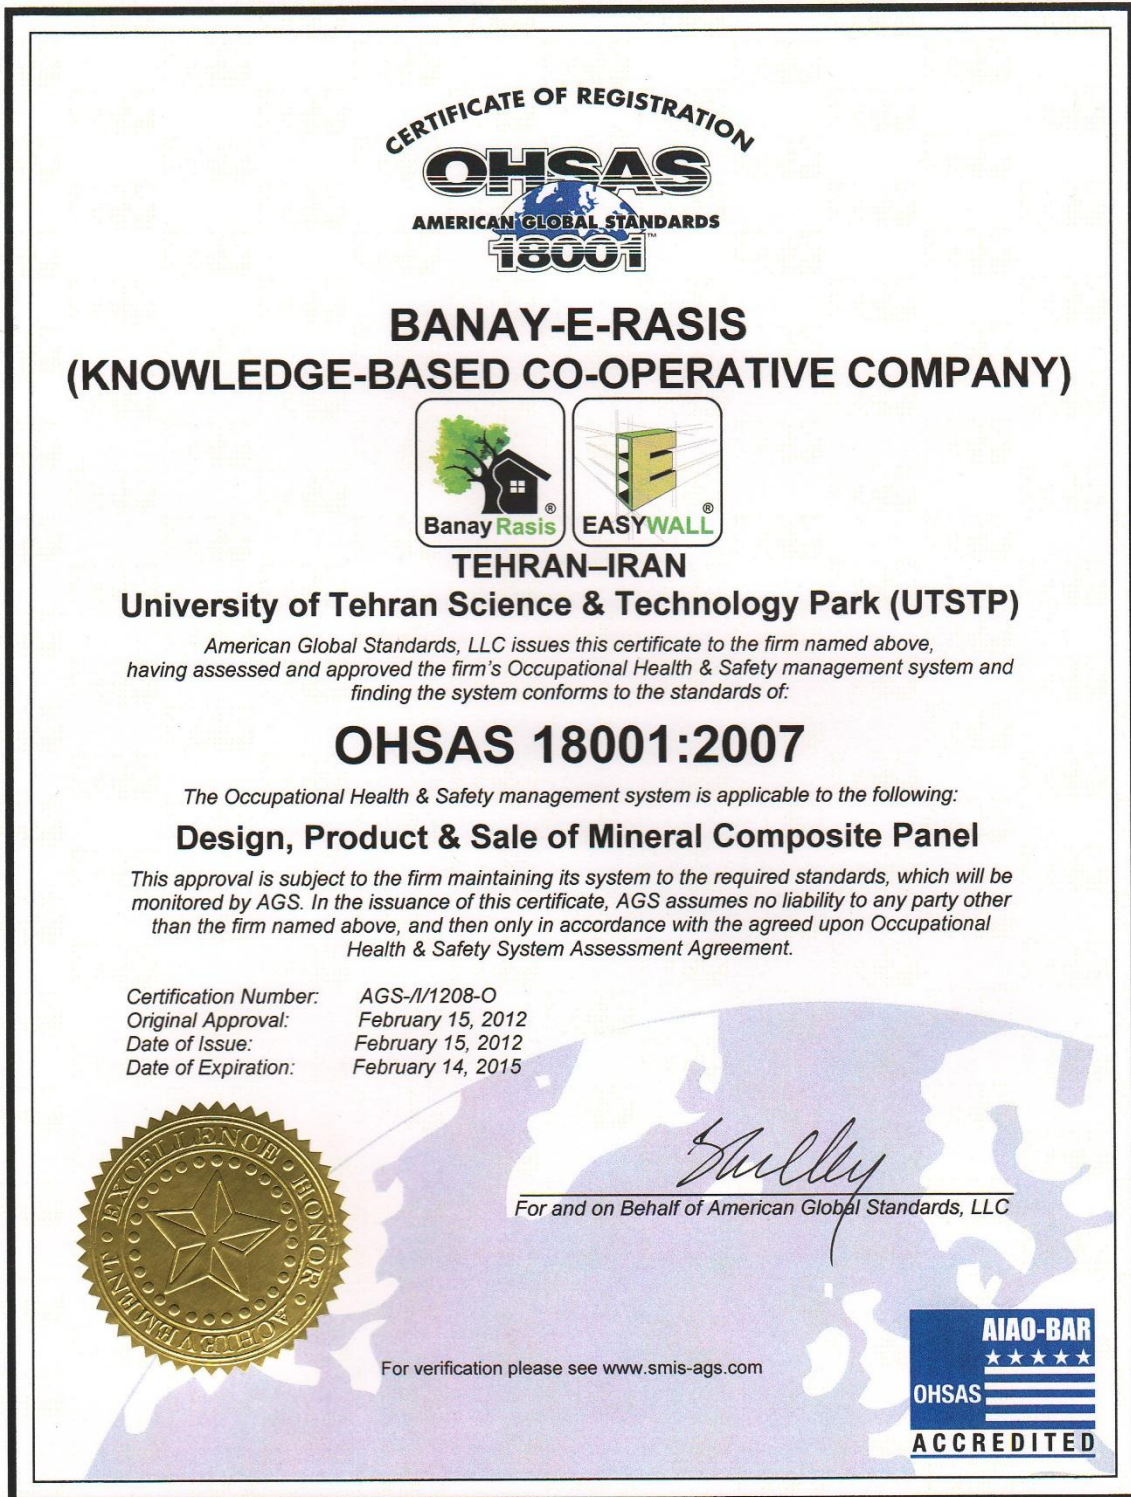 CERTIFICATE OF REGISTRATION
OHSAS
AMERICAN GLOBAL STANDARDS
18001™
BANAY-E-RASIS
(KNOWLEDGE-BASED CO-OPERATIVE COMPANY)
Banay Rasis®
EASYWALL®
TEHRAN–IRAN
University of Tehran Science & Technology Park (UTSTP)
American Global Standards, LLC issues this certificate to the firm named above,
having assessed and approved the firm's Occupational Health & Safety management system and
finding the system conforms to the standards of:
OHSAS 18001:2007
The Occupational Health & Safety management system is applicable to the following:
Design, Product & Sale of Mineral Composite Panel
This approval is subject to the firm maintaining its system to the required standards, which will be
monitored by AGS. In the issuance of this certificate, AGS assumes no liability to any party other
than the firm named above, and then only in accordance with the agreed upon Occupational
Health & Safety System Assessment Agreement.
Certification Number: AGS-/I/1208-O
Original Approval: February 15, 2012
Date of Issue: February 15, 2012
Date of Expiration: February 14, 2015
EXCELLENCE • HONOR • ACHIEVEMENT •
For and on Behalf of American Global Standards, LLC
For verification please see www.smis-ags.com
AIAO-BAR
OHSAS
ACCREDITED